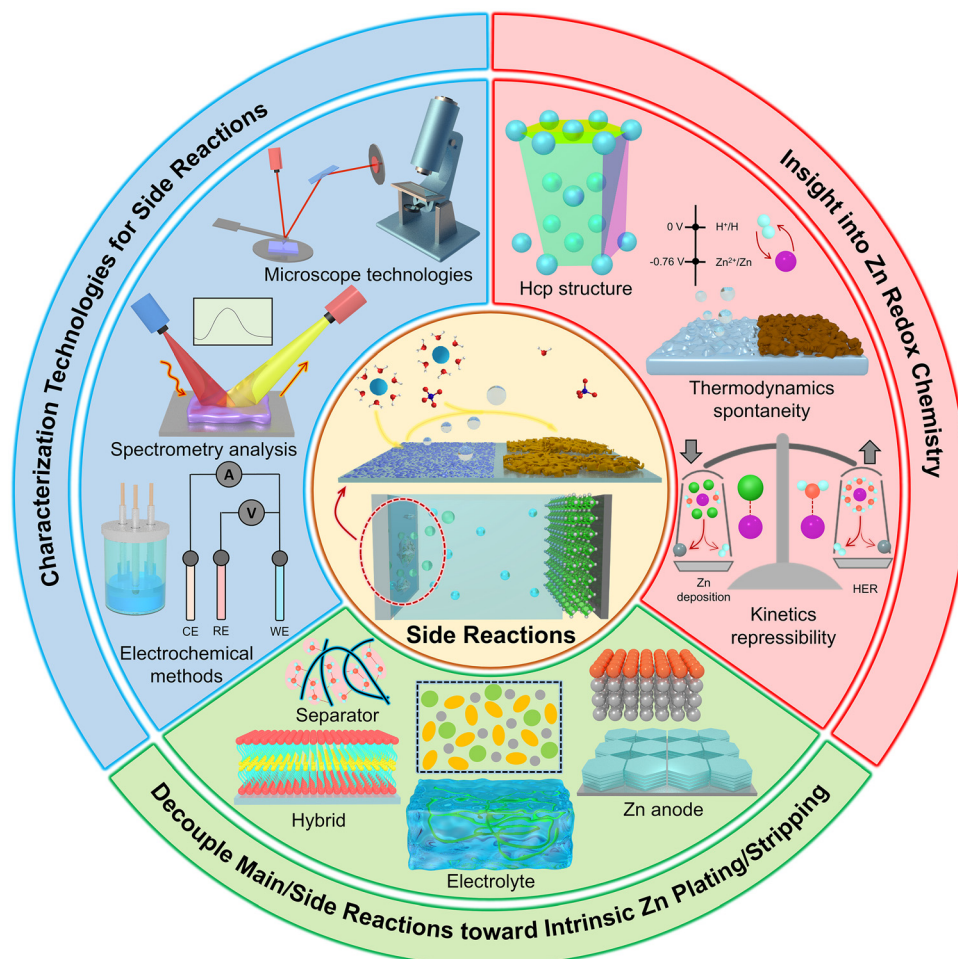 Characterization Technologies for Side Reactions
Insight into Zn Redox Chemistry
Decouple Main/Side Reactions toward Intrinsic Zn Plating/Stripping
Microscope technologies
Spectrometry analysis
A
V
CE
RE
WE
Electrochemical
methods
Hcp structure
0 V
H⁺/H
-0.76 V
Zn²⁺/Zn
Thermodynamics
spontaneity
Zn
deposition
HER
Kinetics
repressibility
Side Reactions
Separator
Hybrid
Electrolyte
Zn anode